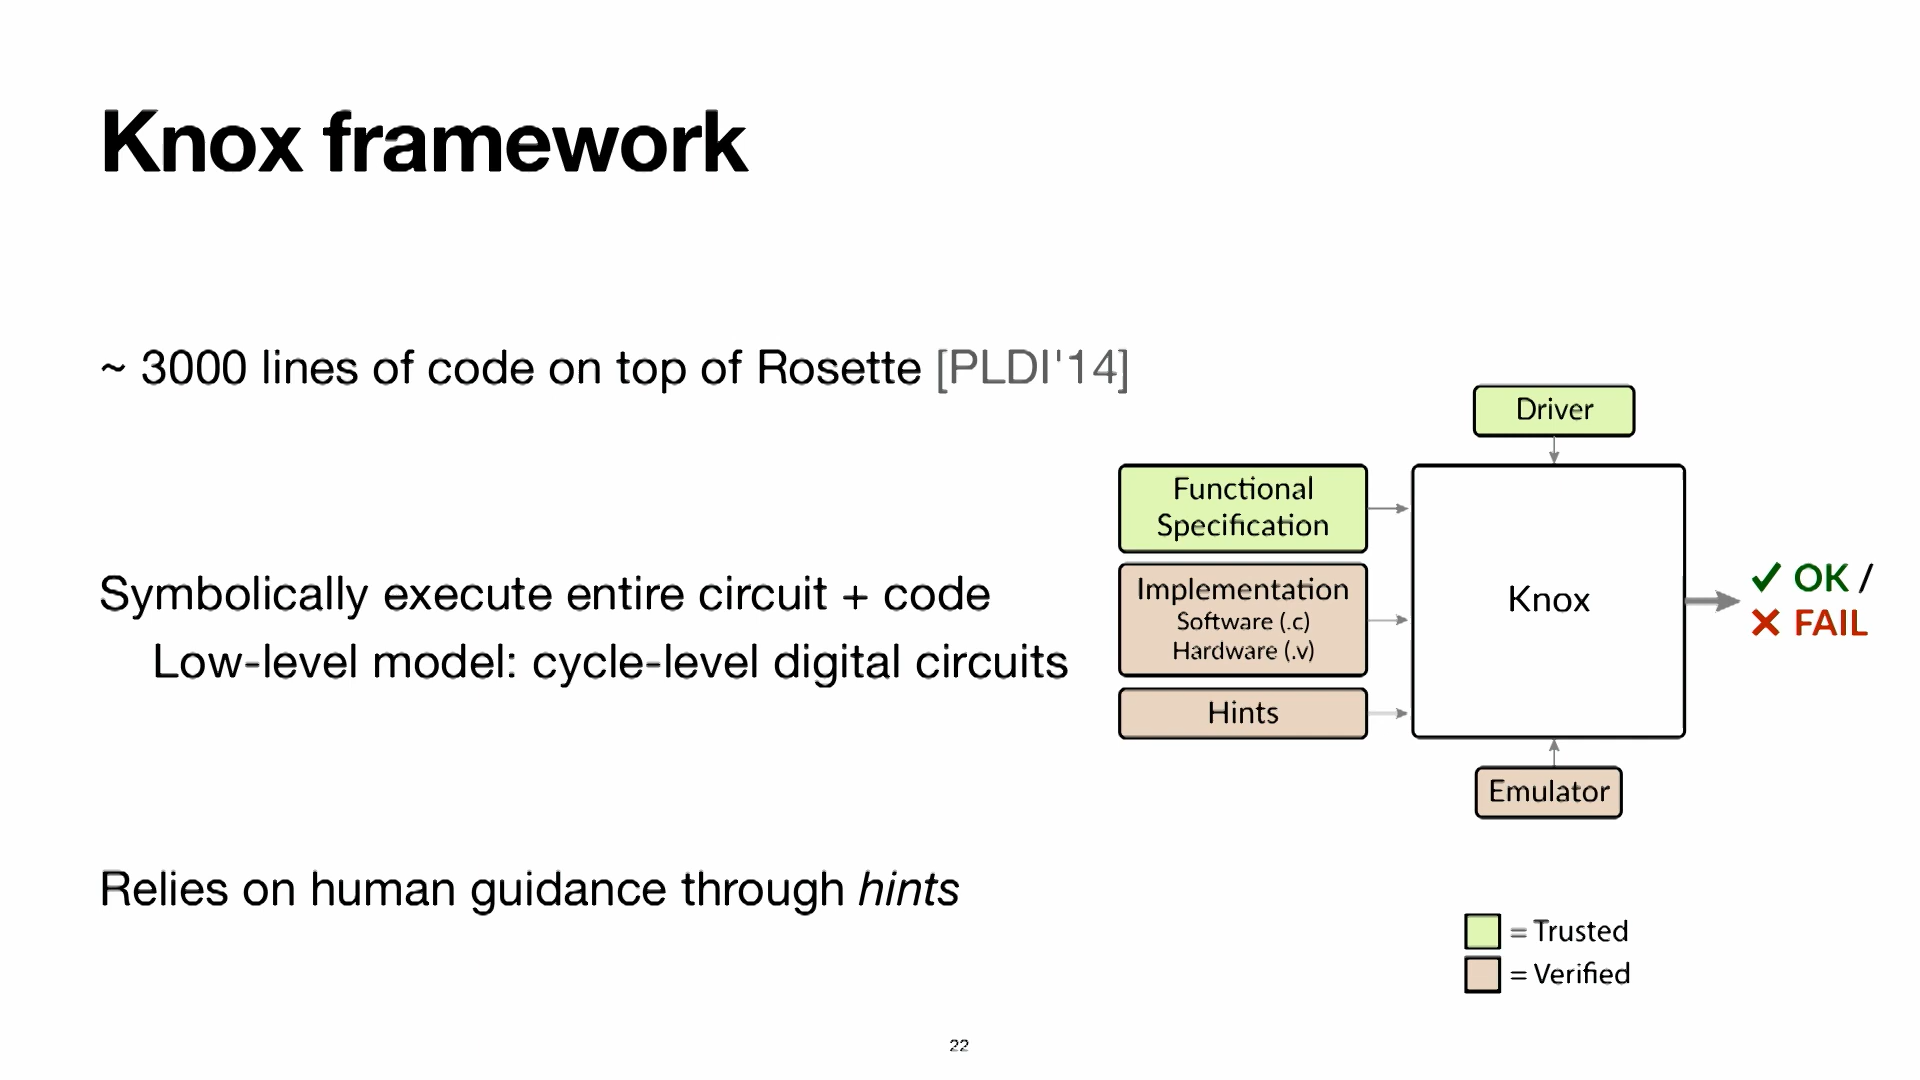 Knox framework
~ 3000 lines of code on top of Rosette [PLDI'14]
Symbolically execute entire circuit + code
Low-level model: cycle-level digital circuits
Relies on human guidance through hints
Driver
Functional
Specification
Implementation
Software (.c)
Hardware (.v)
Hints
Knox
✓ OK /
✕ FAIL
Emulator
= Trusted
= Verified
22